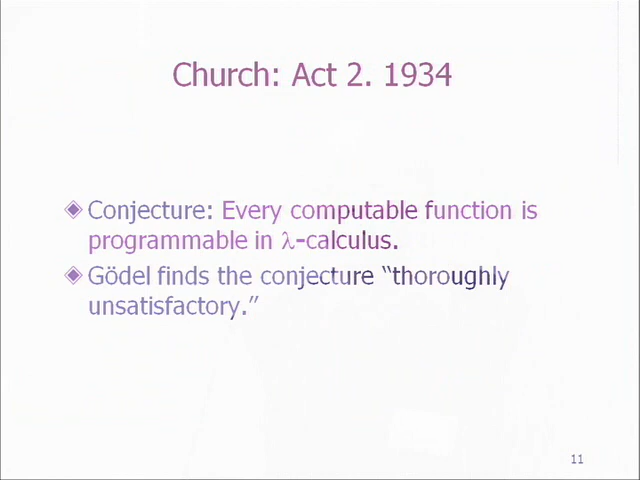 Church: Act 2. 1934
Conjecture: Every computable function is
programmable in λ-calculus.
Gödel finds the conjecture “thoroughly
unsatisfactory.”
11